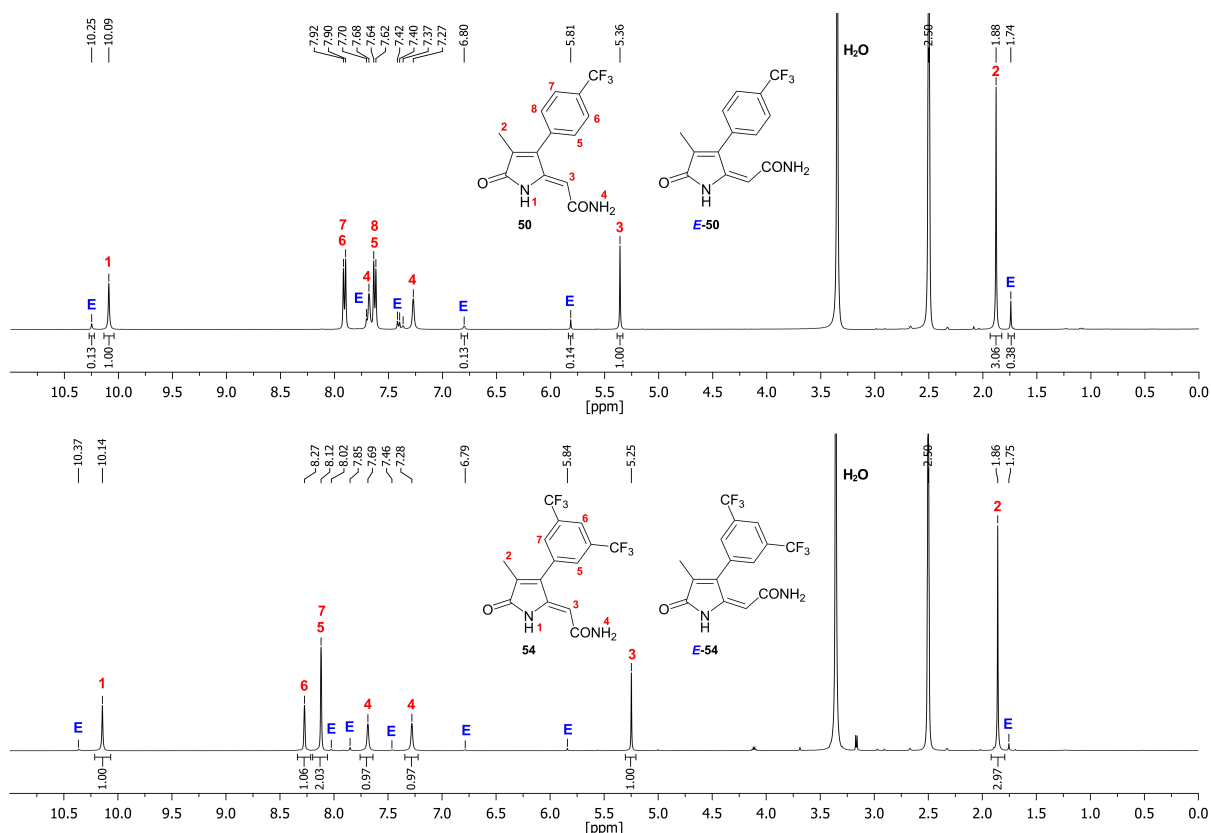 10.25 10.09 7.92 7.90 7.70 7.68 7.64 7.62 7.42 7.40 7.37 7.27 6.80 5.81 5.36 2.50 1.88 1.74
H₂O
2
CF₃ CF₃
7
8 6
2 5
O N H 1 3 CONH₂ 4
O N H CONH₂
50 E-50
7 8
6 5 3
1 E 4 4
E E E E E
0.13 1.00 0.13 0.14 1.00 3.06 0.38
10.5 10.0 9.5 9.0 8.5 8.0 7.5 7.0 6.5 6.0 5.5 5.0 4.5 4.0 3.5 3.0 2.5 2.0 1.5 1.0 0.5 0.0
[ppm]
10.37 10.14 8.27 8.12 8.02 7.85 7.69 7.46 7.28 6.79 5.84 5.25 2.50 1.86 1.75
H₂O
2
CF₃ CF₃
6
7 CF₃ CF₃
2 5
O N H 1 3 CONH₂ 4
O N H CONH₂
54 E-54
7
5
1 6 4 4 3
E E E E E E E
1.00 1.06 2.03 0.97 0.97 1.00 2.97
10.5 10.0 9.5 9.0 8.5 8.0 7.5 7.0 6.5 6.0 5.5 5.0 4.5 4.0 3.5 3.0 2.5 2.0 1.5 1.0 0.5 0.0
[ppm]